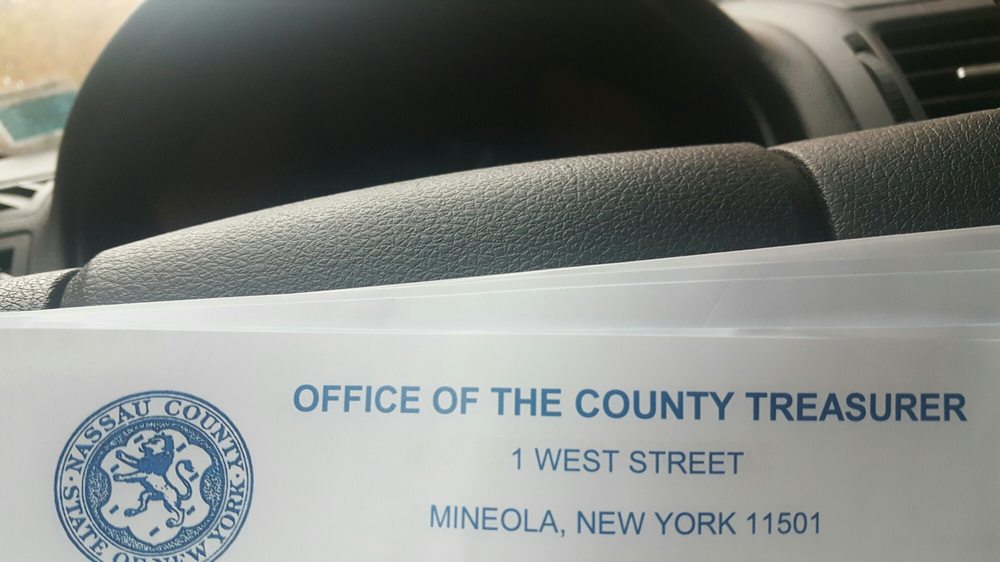 OFFICE OF THE COUNTY TREASURER
1 WEST STREET
MINEOLA, NEW YORK 11501
· NASSAU COUNTY ·
STATE OF NEW YORK